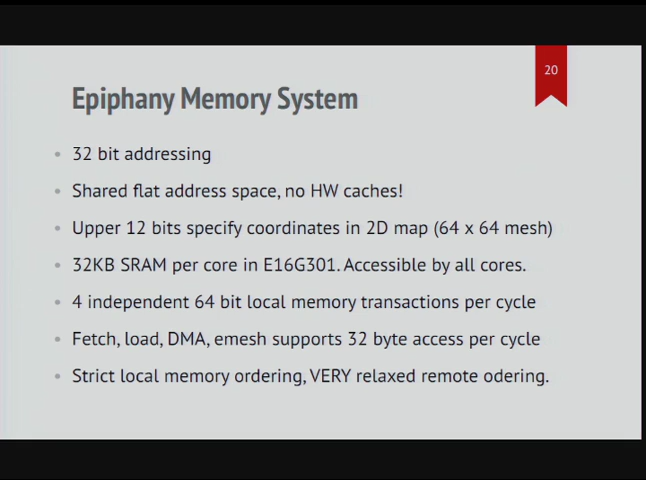 20
Epiphany Memory System
• 32 bit addressing
• Shared flat address space, no HW caches!
• Upper 12 bits specify coordinates in 2D map (64 x 64 mesh)
• 32KB SRAM per core in E16G301. Accessible by all cores.
• 4 independent 64 bit local memory transactions per cycle
• Fetch, load, DMA, emesh supports 32 byte access per cycle
• Strict local memory ordering, VERY relaxed remote odering.